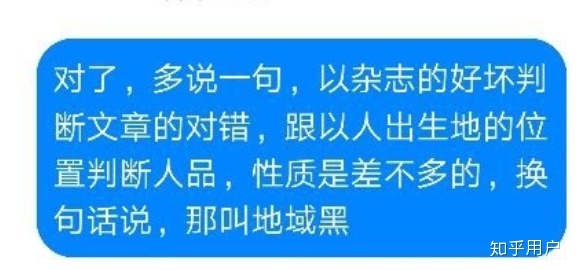 对了，多说一句，以杂志的好坏判
断文章的对错，跟以人出生地的位
置判断人品，性质是差不多的，换
句话说，那叫地域黑
知乎用户